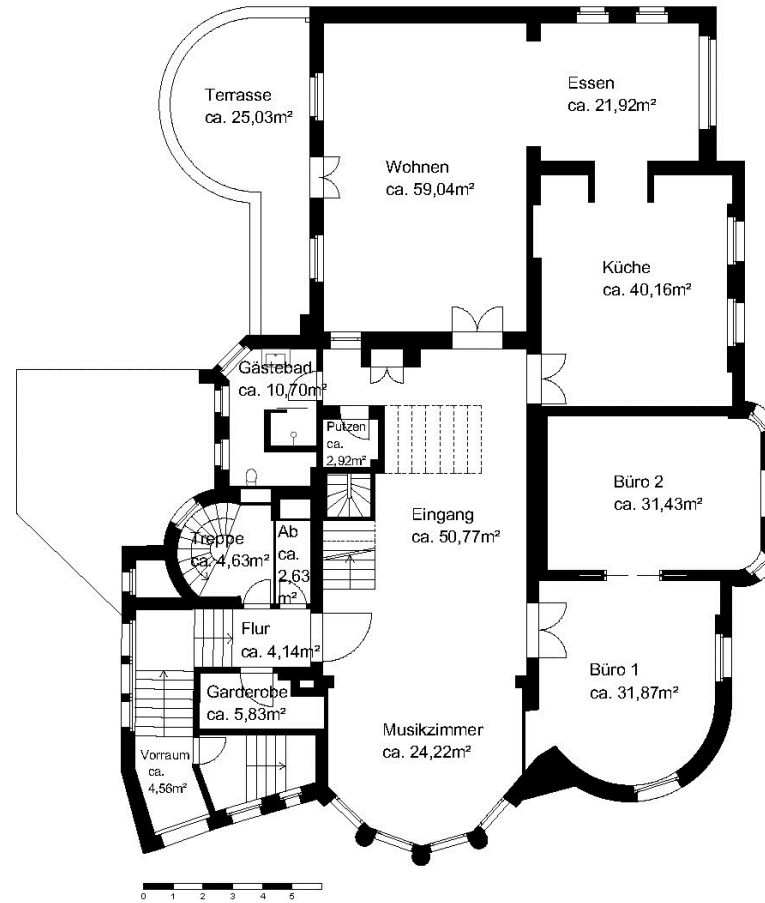 Terrasse
ca. 25,03m²
Essen
ca. 21,92m²
Wohnen
ca. 59,04m²
Küche
ca. 40,16m²
Gästebad
ca. 10,70m²
Putzen
ca.
2,92m²
Büro 2
ca. 31,43m²
Eingang
ca. 50,77m²
Treppe
ca. 4,63m²
Ab
ca.
2,63
m²
Flur
ca. 4,14m²
Büro 1
ca. 31,87m²
Garderobe
ca. 5,83m²
Musikzimmer
ca. 24,22m²
Vorraum
ca.
4,56m²
0 1 2 3 4 5